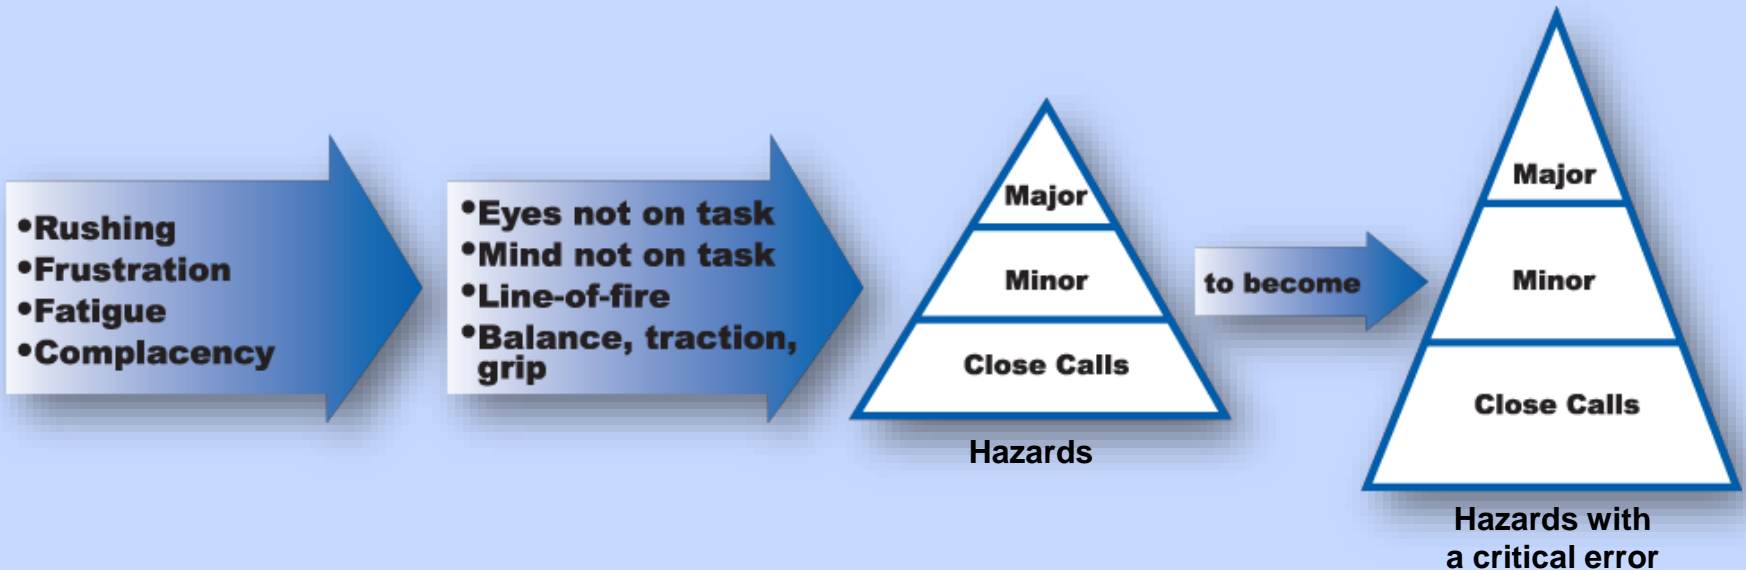 •Rushing
•Frustration
•Fatigue
•Complacency
•Eyes not on task
•Mind not on task
•Line-of-fire
•Balance, traction,
grip
Major
Minor
Close Calls
Hazards
to become
Major
Minor
Close Calls
Hazards with
a critical error